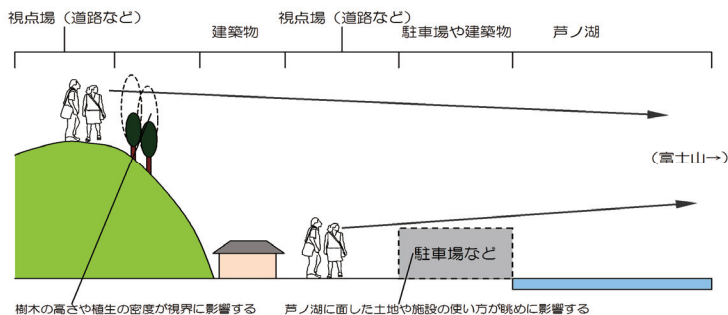 視点場（道路など）
建築物
視点場（道路など）
駐車場や建築物
芦ノ湖
（富士山→）
駐車場など
樹木の高さや植生の密度が視界に影響する
芦ノ湖に面した土地や施設の使い方が眺めに影響する